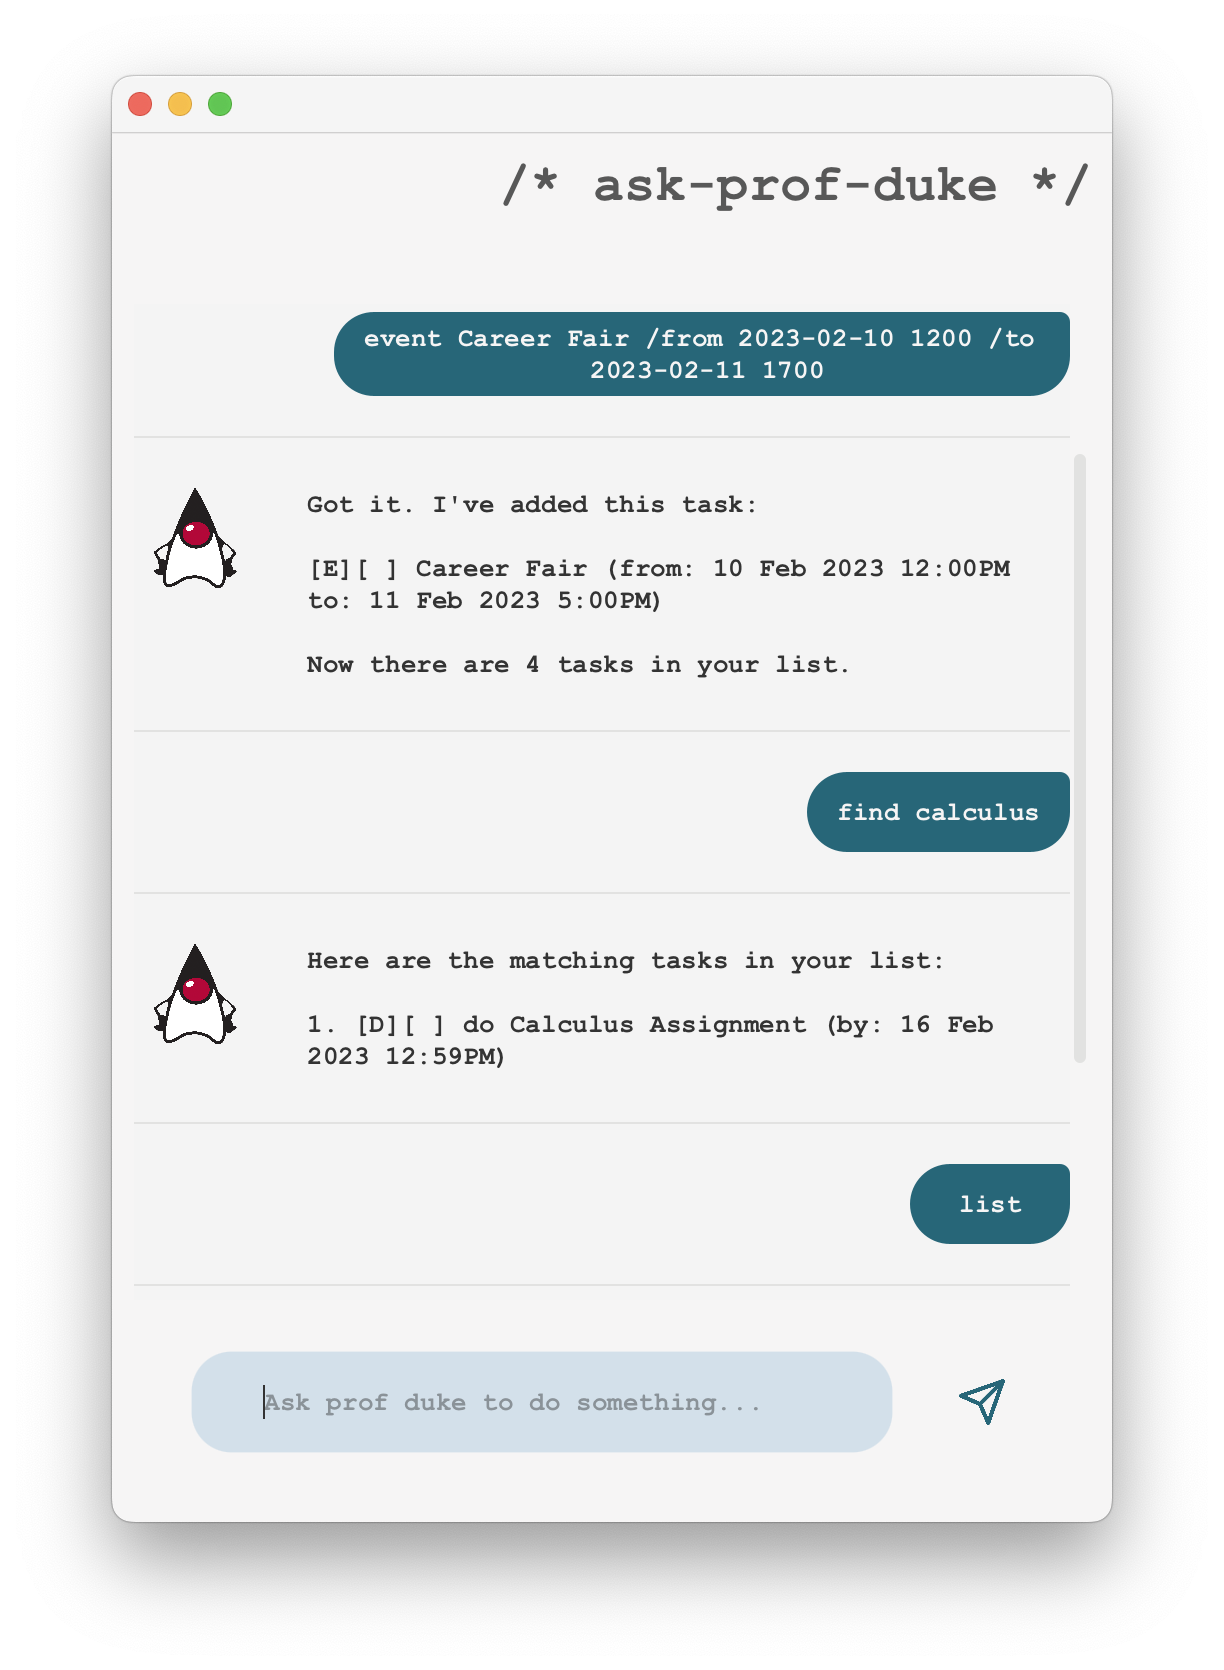 /* ask-prof-duke */
event Career Fair /from 2023-02-10 1200 /to
2023-02-11 1700
Got it. I've added this task:
[E][ ] Career Fair (from: 10 Feb 2023 12:00PM
to: 11 Feb 2023 5:00PM)
Now there are 4 tasks in your list.
find calculus
Here are the matching tasks in your list:
1. [D][ ] do Calculus Assignment (by: 16 Feb
2023 12:59PM)
list
Ask prof duke to do something...